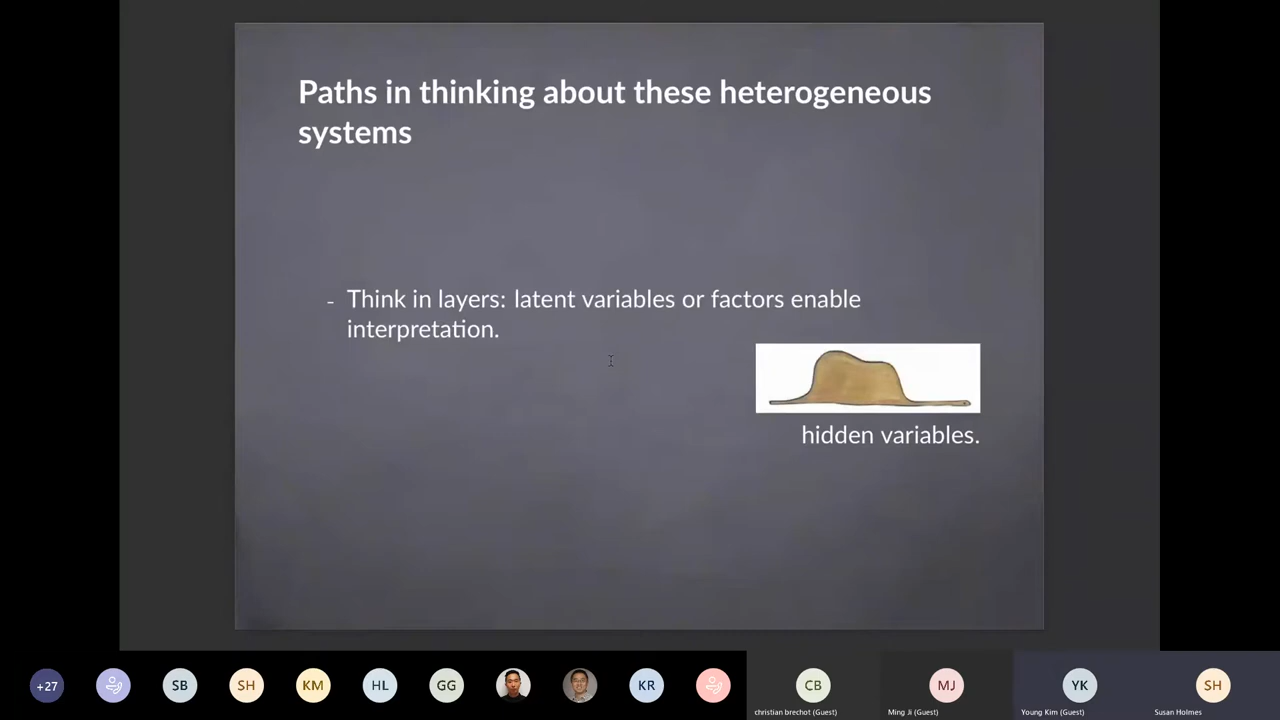 Paths in thinking about these heterogeneous
systems
- Think in layers: latent variables or factors enable
interpretation.
hidden variables.
+27
SB
SH
KM
HL
GG
KR
CB
MJ
YK
SH
christian brechot (Guest)
Ming Ji (Guest)
Young Kim (Guest)
Susan Holmes